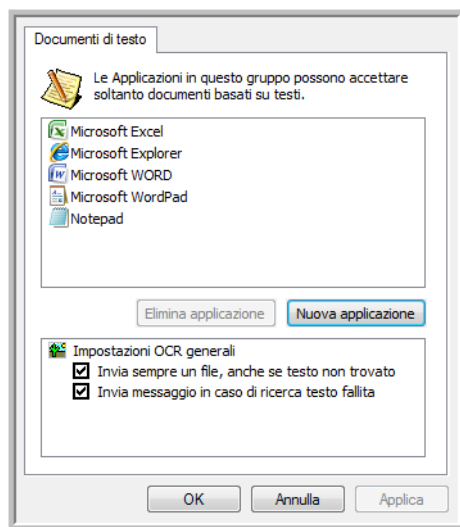 Documenti di testo
Le Applicazioni in questo gruppo possono accettare
soltanto documenti basati su testi.
Microsoft Excel
Microsoft Explorer
Microsoft WORD
Microsoft WordPad
Notepad
Elimina applicazione Nuova applicazione
Impostazioni OCR generali
Invia sempre un file, anche se testo non trovato
Invia messaggio in caso di ricerca testo fallita
OK Annulla Applica